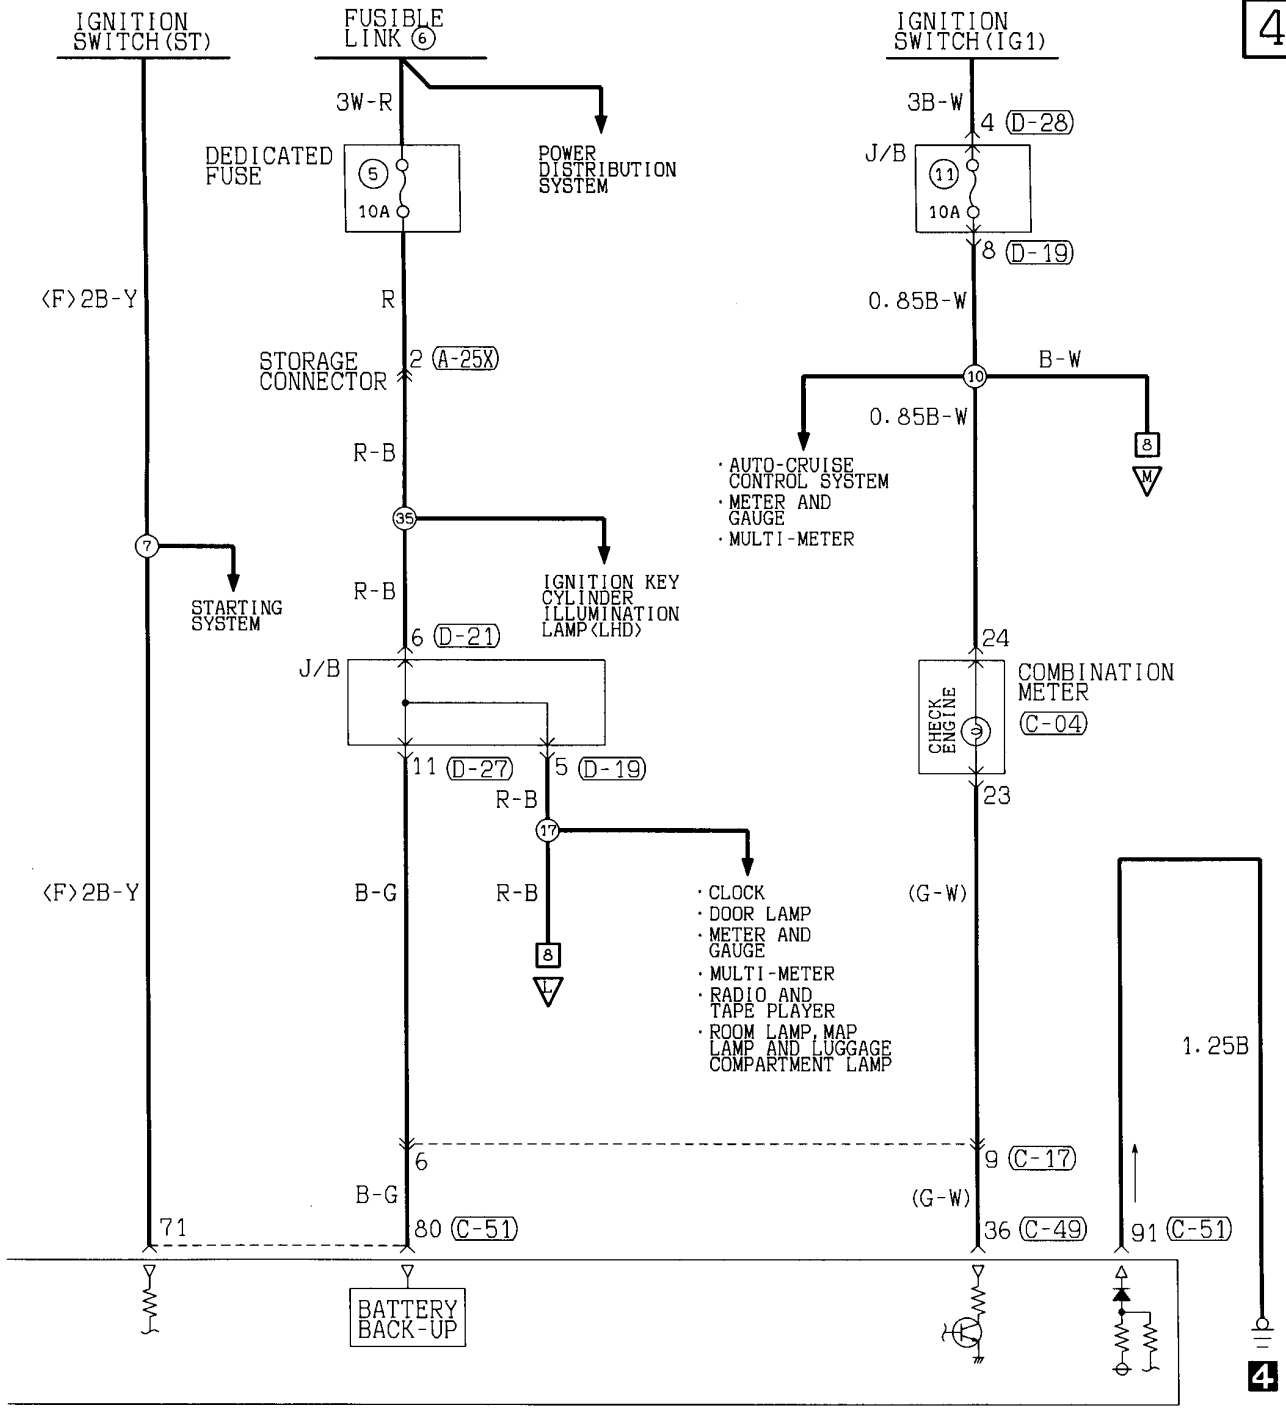 IGNITION
SWITCH(ST)
FUSIBLE
LINK 6
IGNITION
SWITCH(IG1)
4
3W-R
3B-W
4 D-28
DEDICATED
FUSE
5
10A
POWER
DISTRIBUTION
SYSTEM
J/B
11
10A
8 D-19
<F>2B-Y
R
0.85B-W
STORAGE
CONNECTOR
2 A-25X
10
B-W
0.85B-W
R-B
8
M
· AUTO-CRUISE
CONTROL SYSTEM
· METER AND
GAUGE
· MULTI-METER
35
7
STARTING
SYSTEM
R-B
IGNITION KEY
CYLINDER
ILLUMINATION
LAMP<LHD>
6 D-21
24
J/B
CHECK
ENGINE
COMBINATION
METER
C-04
11 D-27
5 D-19
23
R-B
17
<F>2B-Y
B-G
R-B
(G-W)
8
L
· CLOCK
· DOOR LAMP
· METER AND
GAUGE
· MULTI-METER
· RADIO AND
TAPE PLAYER
· ROOM LAMP, MAP
LAMP AND LUGGAGE
COMPARTMENT LAMP
1.25B
6
9 C-17
B-G
(G-W)
71
80 C-51
36 C-49
91 C-51
BATTERY
BACK-UP
4